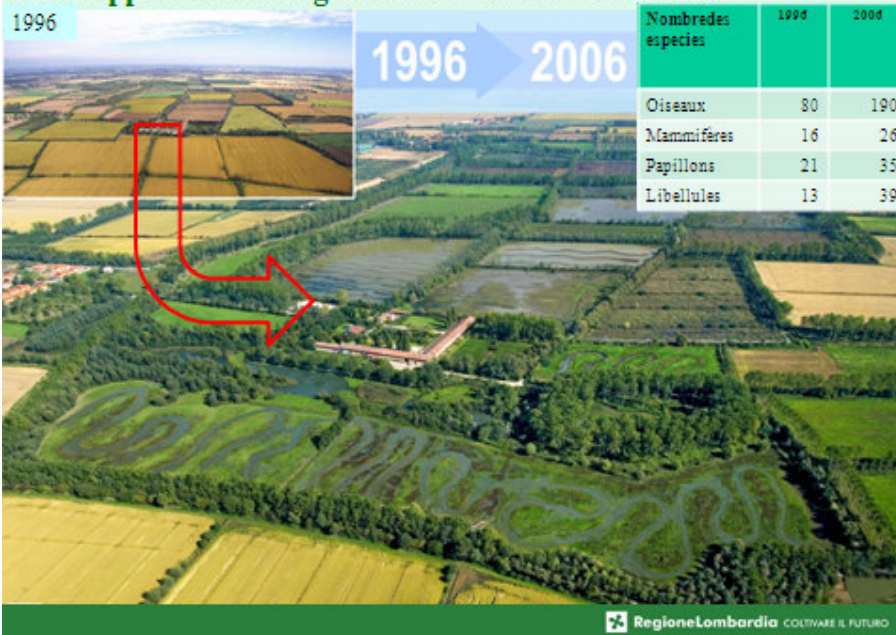 1996
1996 2006
Nombredes 1996 2006
especies
Oiseaux 80 190
Mammifères 16 26
Papillons 21 35
Libellules 13 39
RegioneLombardia COLTIVARE IL FUTURO